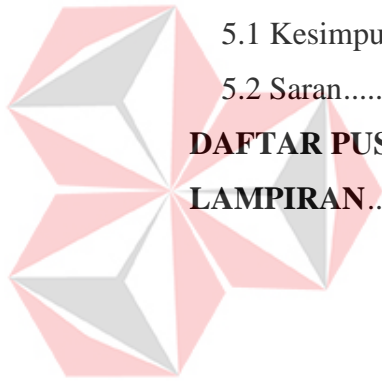 5.1 Kesimpu
5.2 Saran.....
DAFTAR PUS
LAMPIRAN..